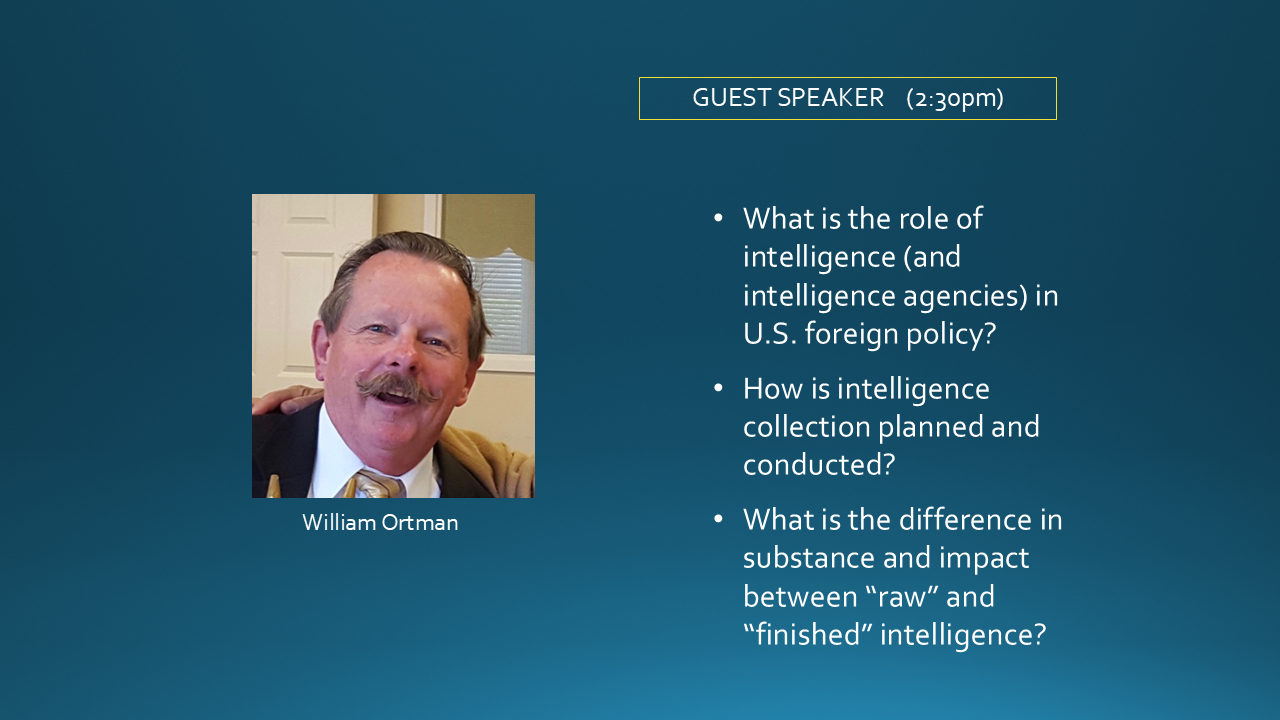 GUEST SPEAKER (2:30pm)
William Ortman
• What is the role of
intelligence (and
intelligence agencies) in
U.S. foreign policy?
• How is intelligence
collection planned and
conducted?
• What is the difference in
substance and impact
between “raw” and
“finished” intelligence?